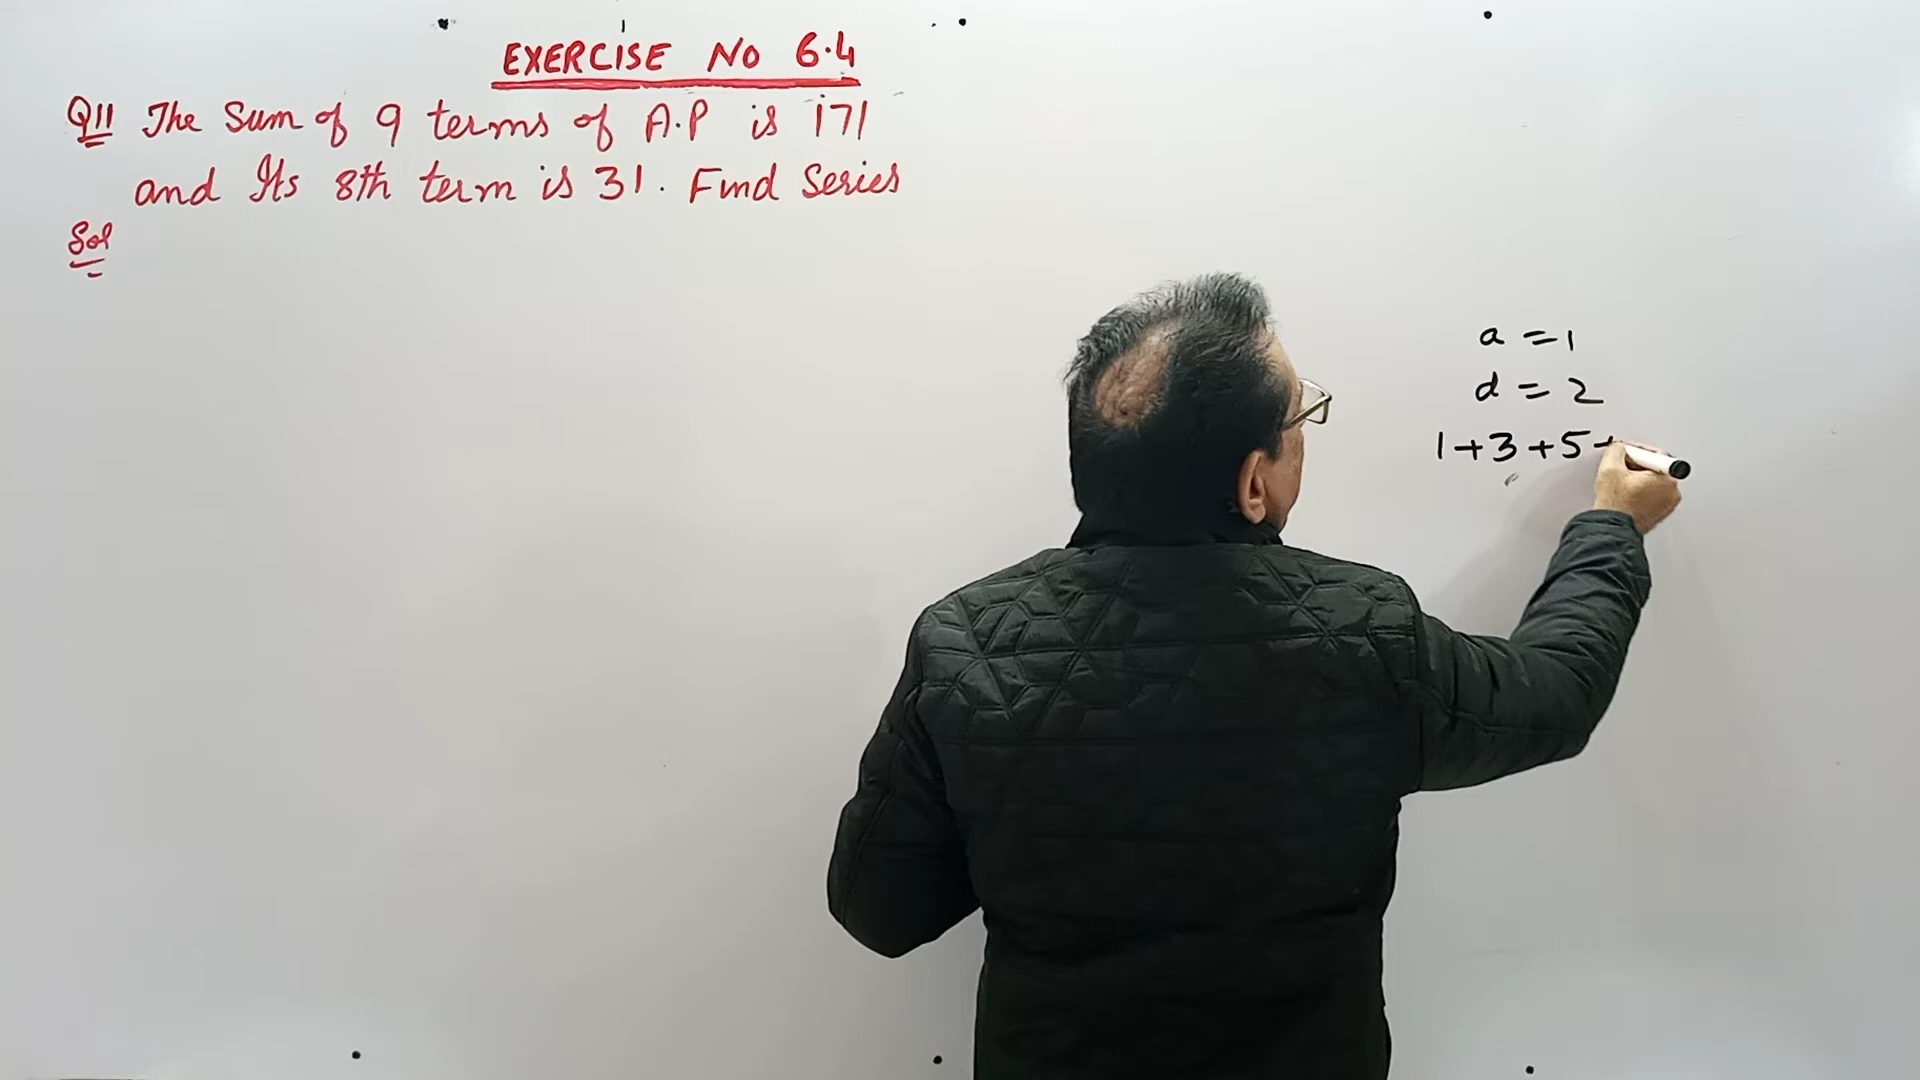 EXERCISE No 6.4
Q11 The Sum of 9 terms of A.P is 171
and Its 8th term is 31. Find Series
Sol
a = 1
d = 2
1+3+5+